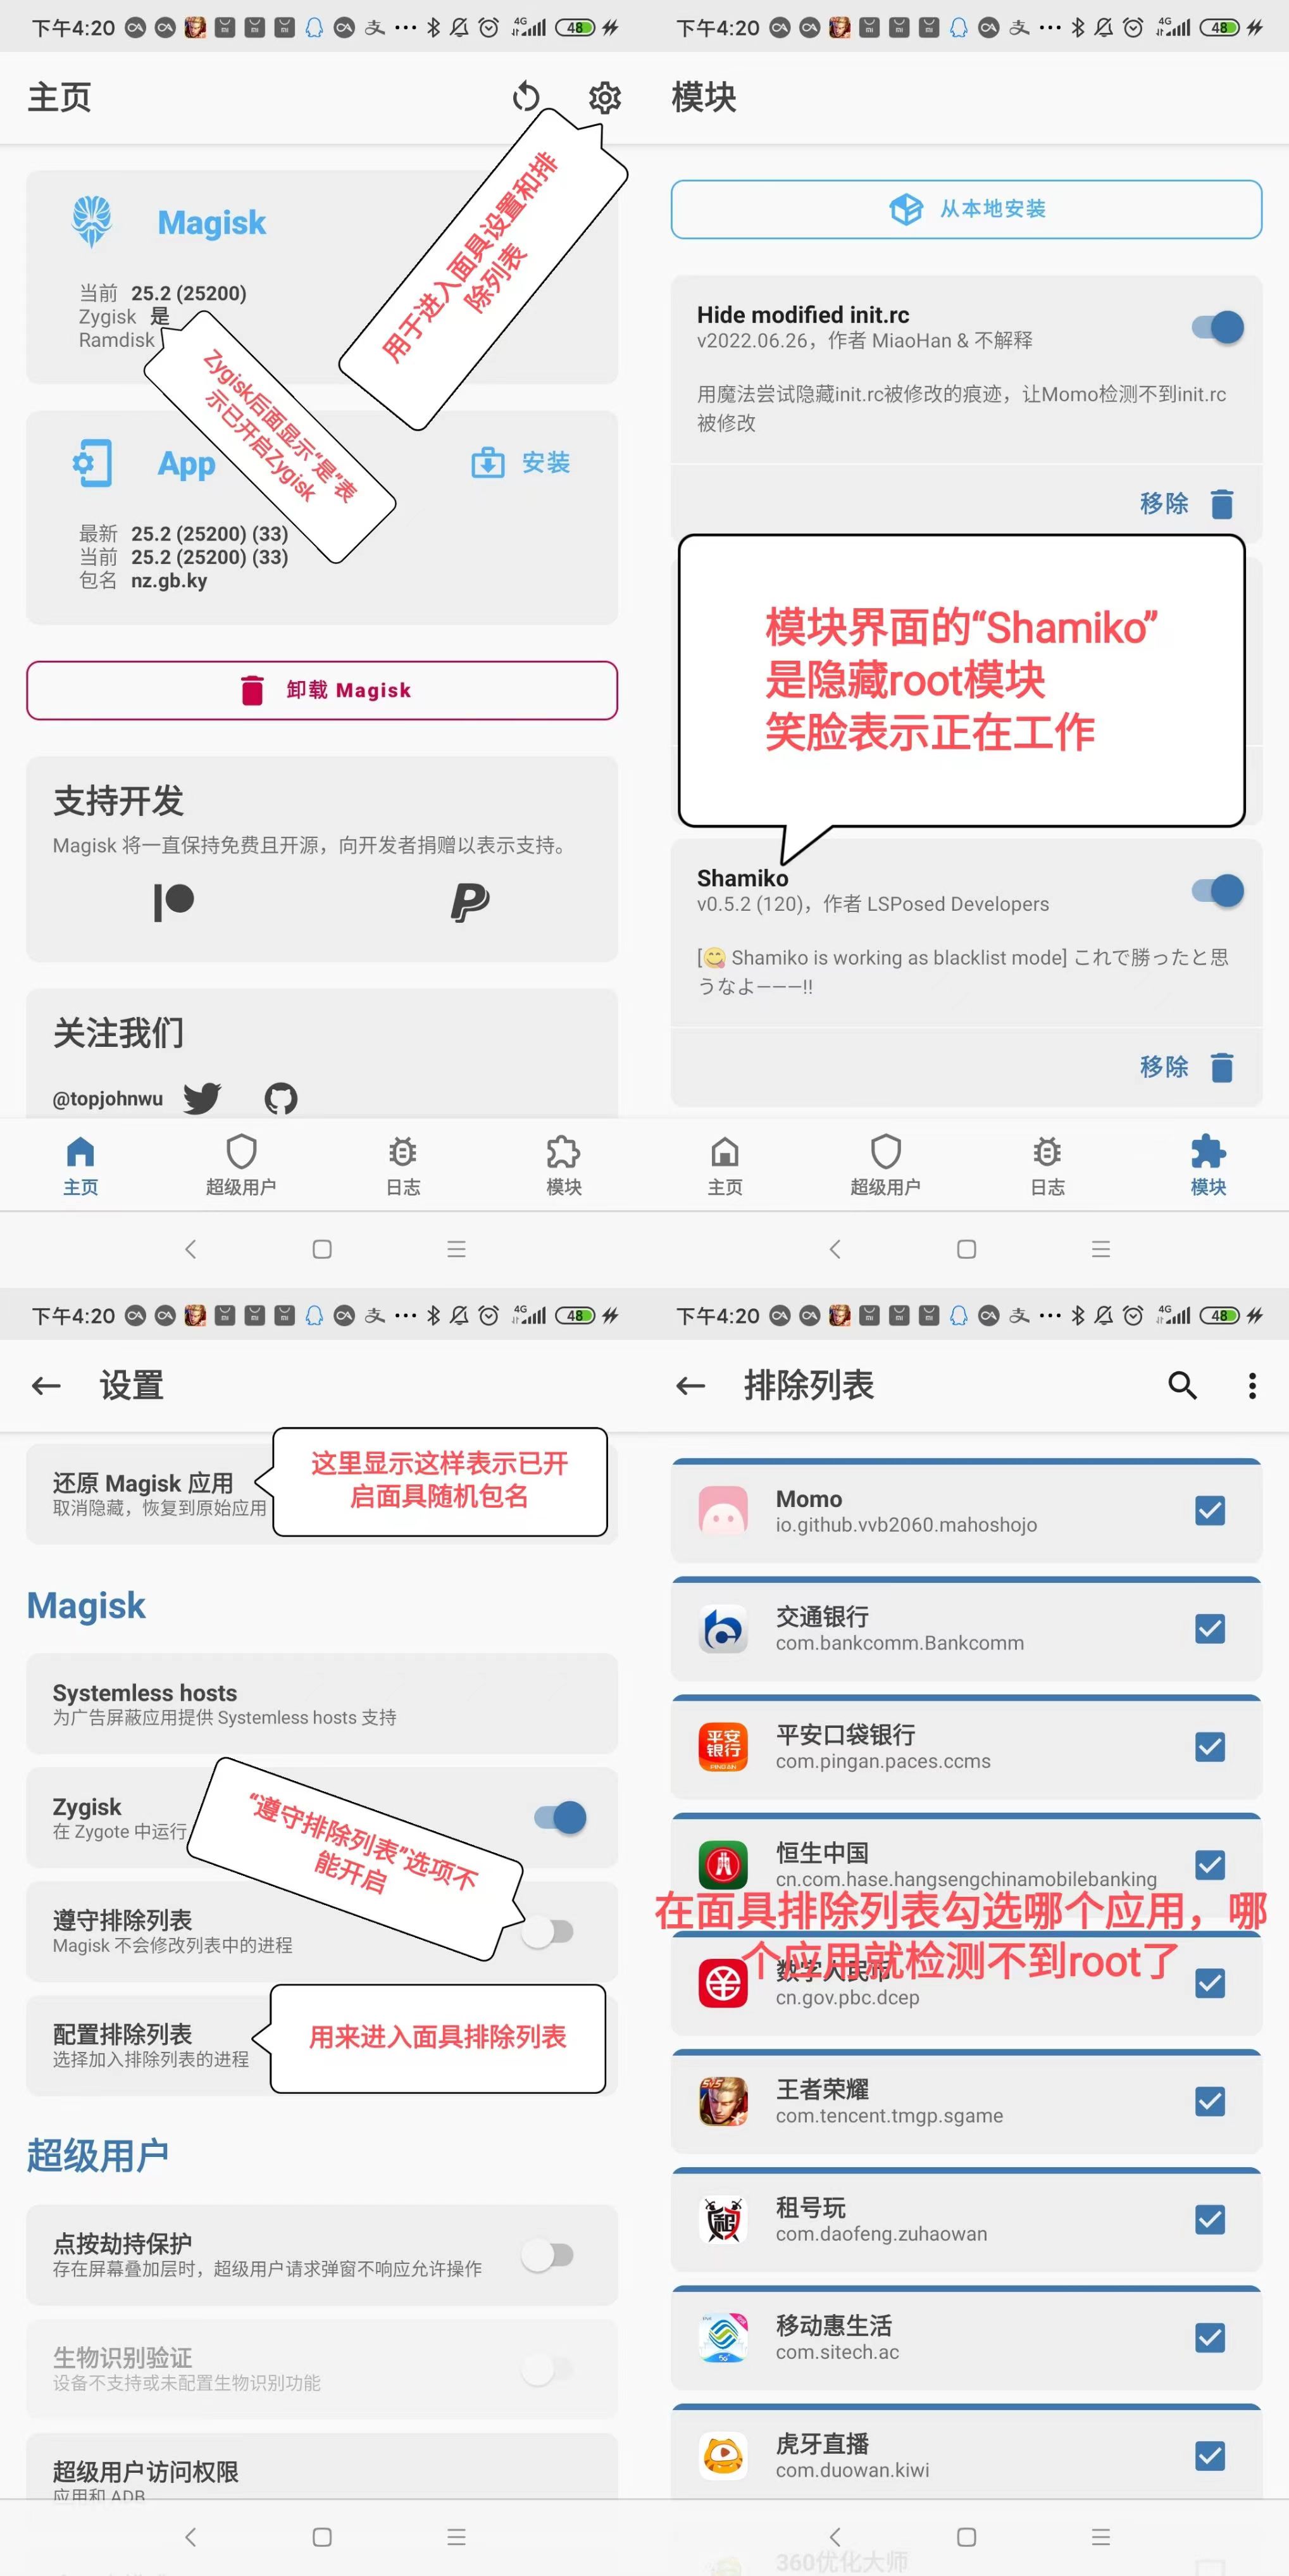 下午4:20
4G
48
主页
Magisk
当前 25.2 (25200)
Zygisk 是
Ramdisk
用于进入面具设置和排
除列表
Zygisk后面显示“是”表
示已开启Zygisk
App
安装
最新 25.2 (25200) (33)
当前 25.2 (25200) (33)
包名 nz.gb.ky
卸载 Magisk
支持开发
Magisk 将一直保持免费且开源，向开发者捐赠以表示支持。
关注我们
@topjohnwu
主页 超级用户 日志 模块
下午4:20
4G
48
模块
从本地安装
Hide modified init.rc
v2022.06.26，作者 MiaoHan & 不解释
用魔法尝试隐藏init.rc被修改的痕迹，让Momo检测不到init.rc
被修改
移除
模块界面的“Shamiko”
是隐藏root模块
笑脸表示正在工作
Shamiko
v0.5.2 (120)，作者 LSPosed Developers
[😋 Shamiko is working as blacklist mode] これで勝ったと思
うなよーーー!!
移除
主页 超级用户 日志 模块
下午4:20
4G
48
设置
还原 Magisk 应用
取消隐藏，恢复到原始应用
这里显示这样表示已开
启面具随机包名
Magisk
Systemless hosts
为广告屏蔽应用提供 Systemless hosts 支持
Zygisk
在 Zygote 中运行
“遵守排除列表”选项不
能开启
遵守排除列表
Magisk 不会修改列表中的进程
配置排除列表
选择加入排除列表的进程
用来进入面具排除列表
超级用户
点按劫持保护
存在屏幕叠加层时，超级用户请求弹窗不响应允许操作
生物识别验证
设备不支持或未配置生物识别功能
超级用户访问权限
应用和 ADB
下午4:20
4G
48
排除列表
Momo
io.github.vvb2060.mahoshojo
交通银行
com.bankcomm.Bankcomm
平安
银行
PINGAN
平安口袋银行
com.pingan.paces.ccms
恒生中国
cn.com.hase.hangsengchinamobilebanking
在面具排除列表勾选哪个应用，哪
个应用就检测不到root了
数字人民币
cn.gov.pbc.dcep
王者荣耀
com.tencent.tmgp.sgame
租
租号玩
com.daofeng.zuhaowan
移动惠生活
com.sitech.ac
虎牙直播
com.duowan.kiwi
360优化大师